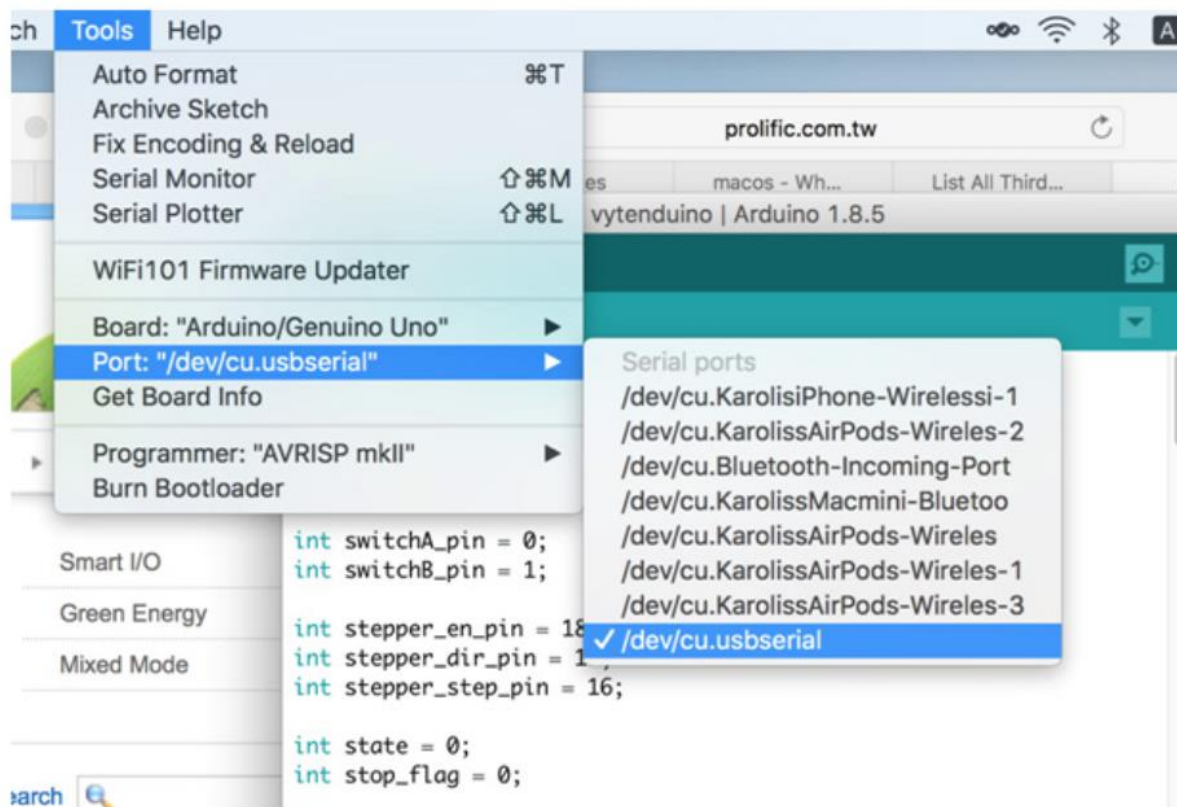 Tools Help
Auto Format ⌘T
Archive Sketch
Fix Encoding & Reload
Serial Monitor ⇧⌘M
Serial Plotter ⇧⌘L
WiFi101 Firmware Updater
Board: "Arduino/Genuino Uno"
Port: "/dev/cu.usbserial"
Get Board Info
Programmer: "AVRISP mkII"
Burn Bootloader
prolific.com.tw
macos - Wh...
List All Third...
vytenduino | Arduino 1.8.5
Serial ports
/dev/cu.KarolisiPhone-Wirelessi-1
/dev/cu.KarolissAirPods-Wireles-2
/dev/cu.Bluetooth-Incoming-Port
/dev/cu.KarolissMacmini-Bluetoo
/dev/cu.KarolissAirPods-Wireles
/dev/cu.KarolissAirPods-Wireles-1
/dev/cu.KarolissAirPods-Wireles-3
✓ /dev/cu.usbserial
Smart I/O
Green Energy
Mixed Mode
int switchA_pin = 0;
int switchB_pin = 1;
int stepper_en_pin = 18
int stepper_dir_pin = 1
int stepper_step_pin = 16;
int state = 0;
int stop_flag = 0;